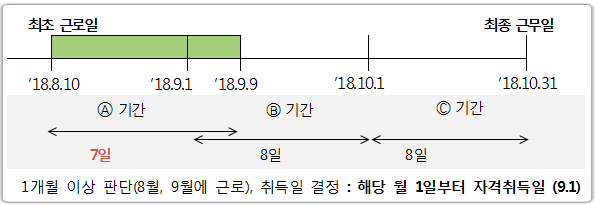 최초 근로일 최종 근무일
’18.8.10 ’18.9.1 ’18.9.9 ’18.10.1 ’18.10.31
Ⓐ 기간 Ⓑ 기간 Ⓒ 기간
7일 8일 8일
1개월 이상 판단(8월, 9월에 근로), 취득일 결정 : 해당 월 1일부터 자격취득일 (9.1)